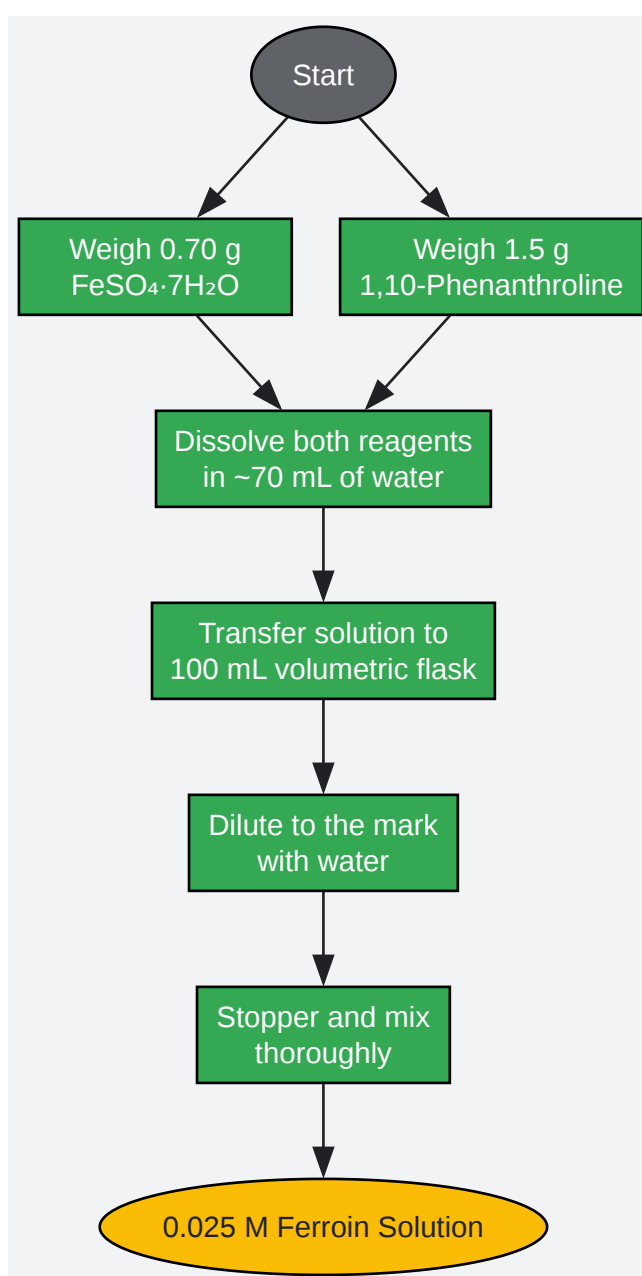 Start
Weigh 0.70 g
FeSO₄·7H₂O
Weigh 1.5 g
1,10-Phenanthroline
Dissolve both reagents
in ~70 mL of water
Transfer solution to
100 mL volumetric flask
Dilute to the mark
with water
Stopper and mix
thoroughly
0.025 M Ferroin Solution